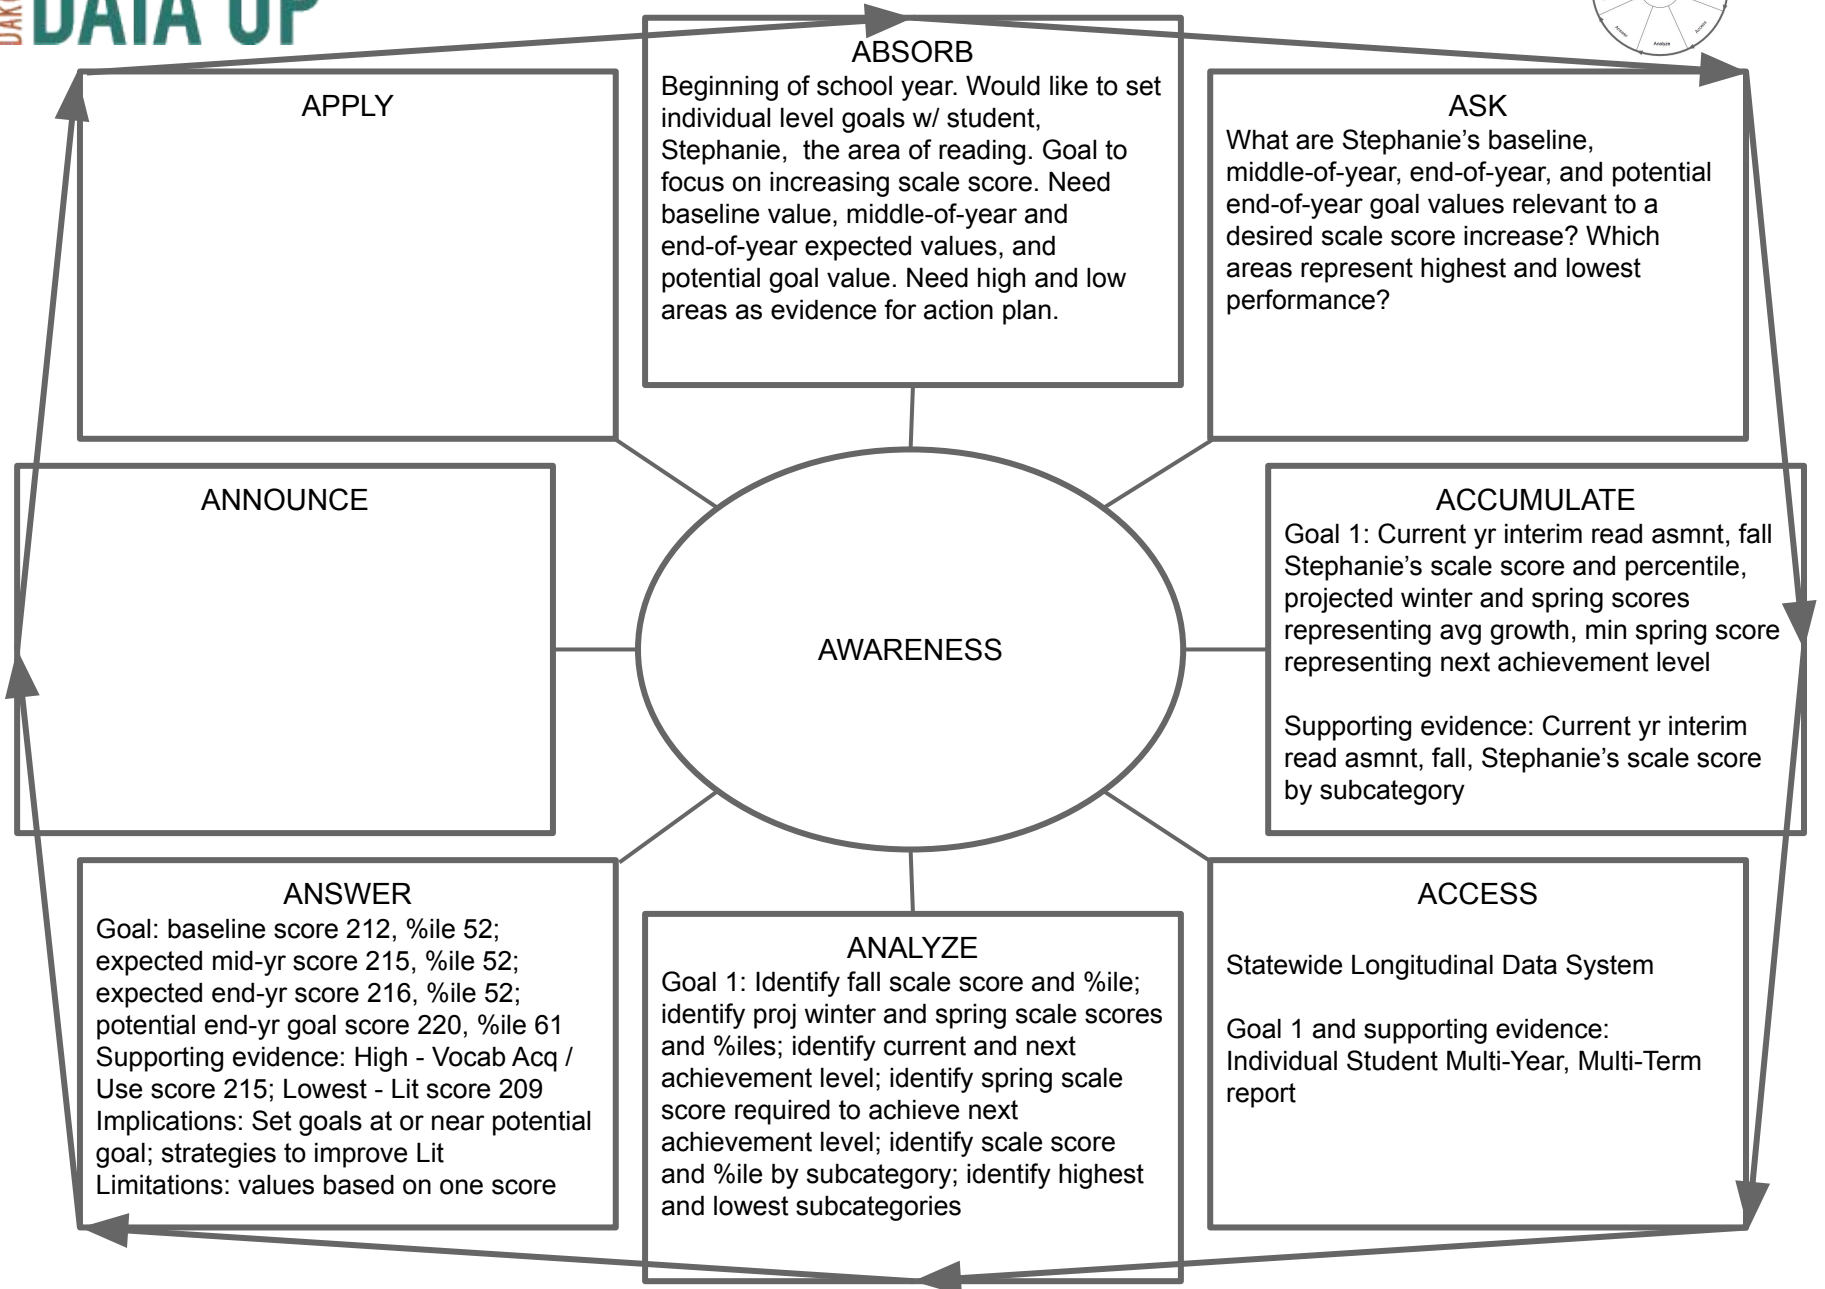 DATA UP
Answer
Analyze
Access
ABSORB
Beginning of school year. Would like to set
individual level goals w/ student,
Stephanie,  the area of reading. Goal to
focus on increasing scale score. Need
baseline value, middle-of-year and
end-of-year expected values, and
potential goal value. Need high and low
areas as evidence for action plan.
APPLY
ASK
What are Stephanie’s baseline,
middle-of-year, end-of-year, and potential
end-of-year goal values relevant to a
desired scale score increase? Which
areas represent highest and lowest
performance?
ANNOUNCE
AWARENESS
ACCUMULATE
Goal 1: Current yr interim read asmnt, fall
Stephanie’s scale score and percentile,
projected winter and spring scores
representing avg growth, min spring score
representing next achievement level
Supporting evidence: Current yr interim
read asmnt, fall, Stephanie’s scale score
by subcategory
ANSWER
Goal: baseline score 212, %ile 52;
expected mid-yr score 215, %ile 52;
expected end-yr score 216, %ile 52;
potential end-yr goal score 220, %ile 61
Supporting evidence: High - Vocab Acq /
Use score 215; Lowest - Lit score 209
Implications: Set goals at or near potential
goal; strategies to improve Lit
Limitations: values based on one score
ANALYZE
Goal 1: Identify fall scale score and %ile;
identify proj winter and spring scale scores
and %iles; identify current and next
achievement level; identify spring scale
score required to achieve next
achievement level; identify scale score
and %ile by subcategory; identify highest
and lowest subcategories
ACCESS
Statewide Longitudinal Data System
Goal 1 and supporting evidence:
Individual Student Multi-Year, Multi-Term
report